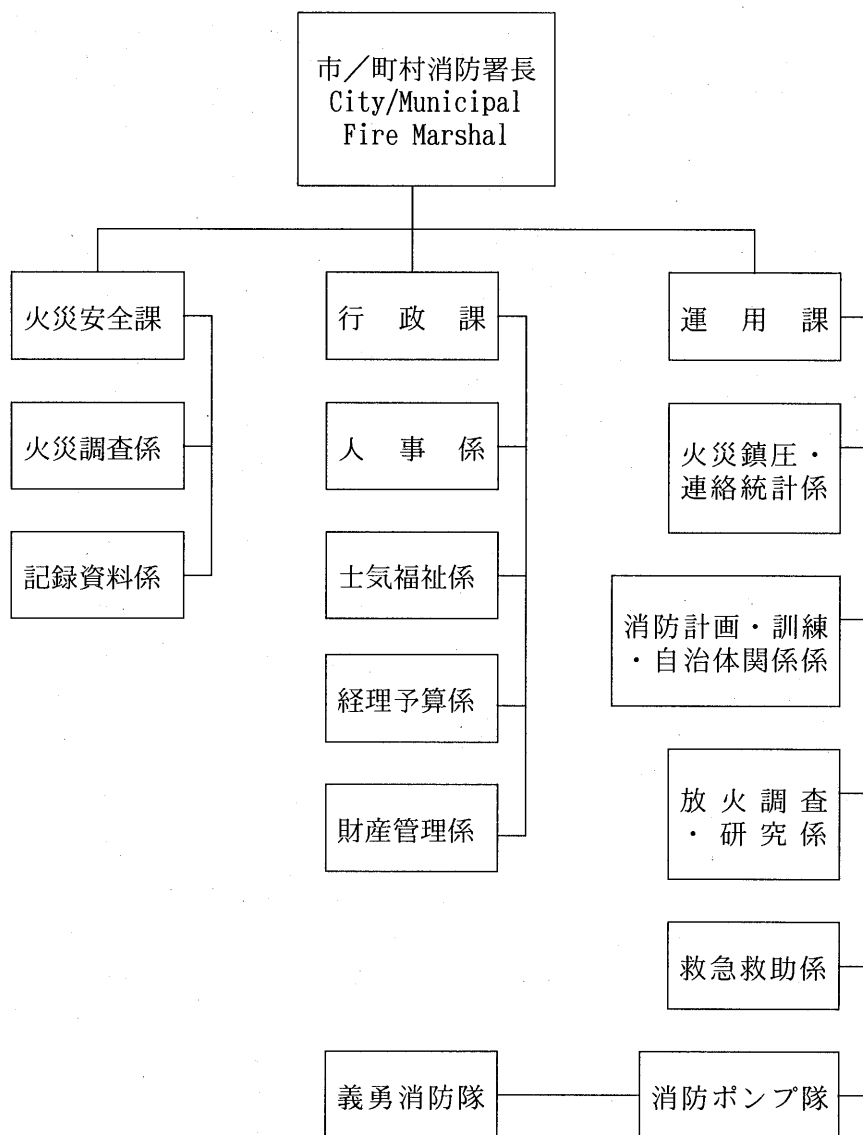 市／町村消防署長
City/Municipal
Fire Marshal
火災安全課
火災調査係
記録資料係
行政課
人事係
士気福祉係
経理予算係
財産管理係
運用課
火災鎮圧・
連絡統計係
消防計画・訓練
・自治体関係係
放火調査
・研究係
救急救助係
義勇消防隊
消防ポンプ隊